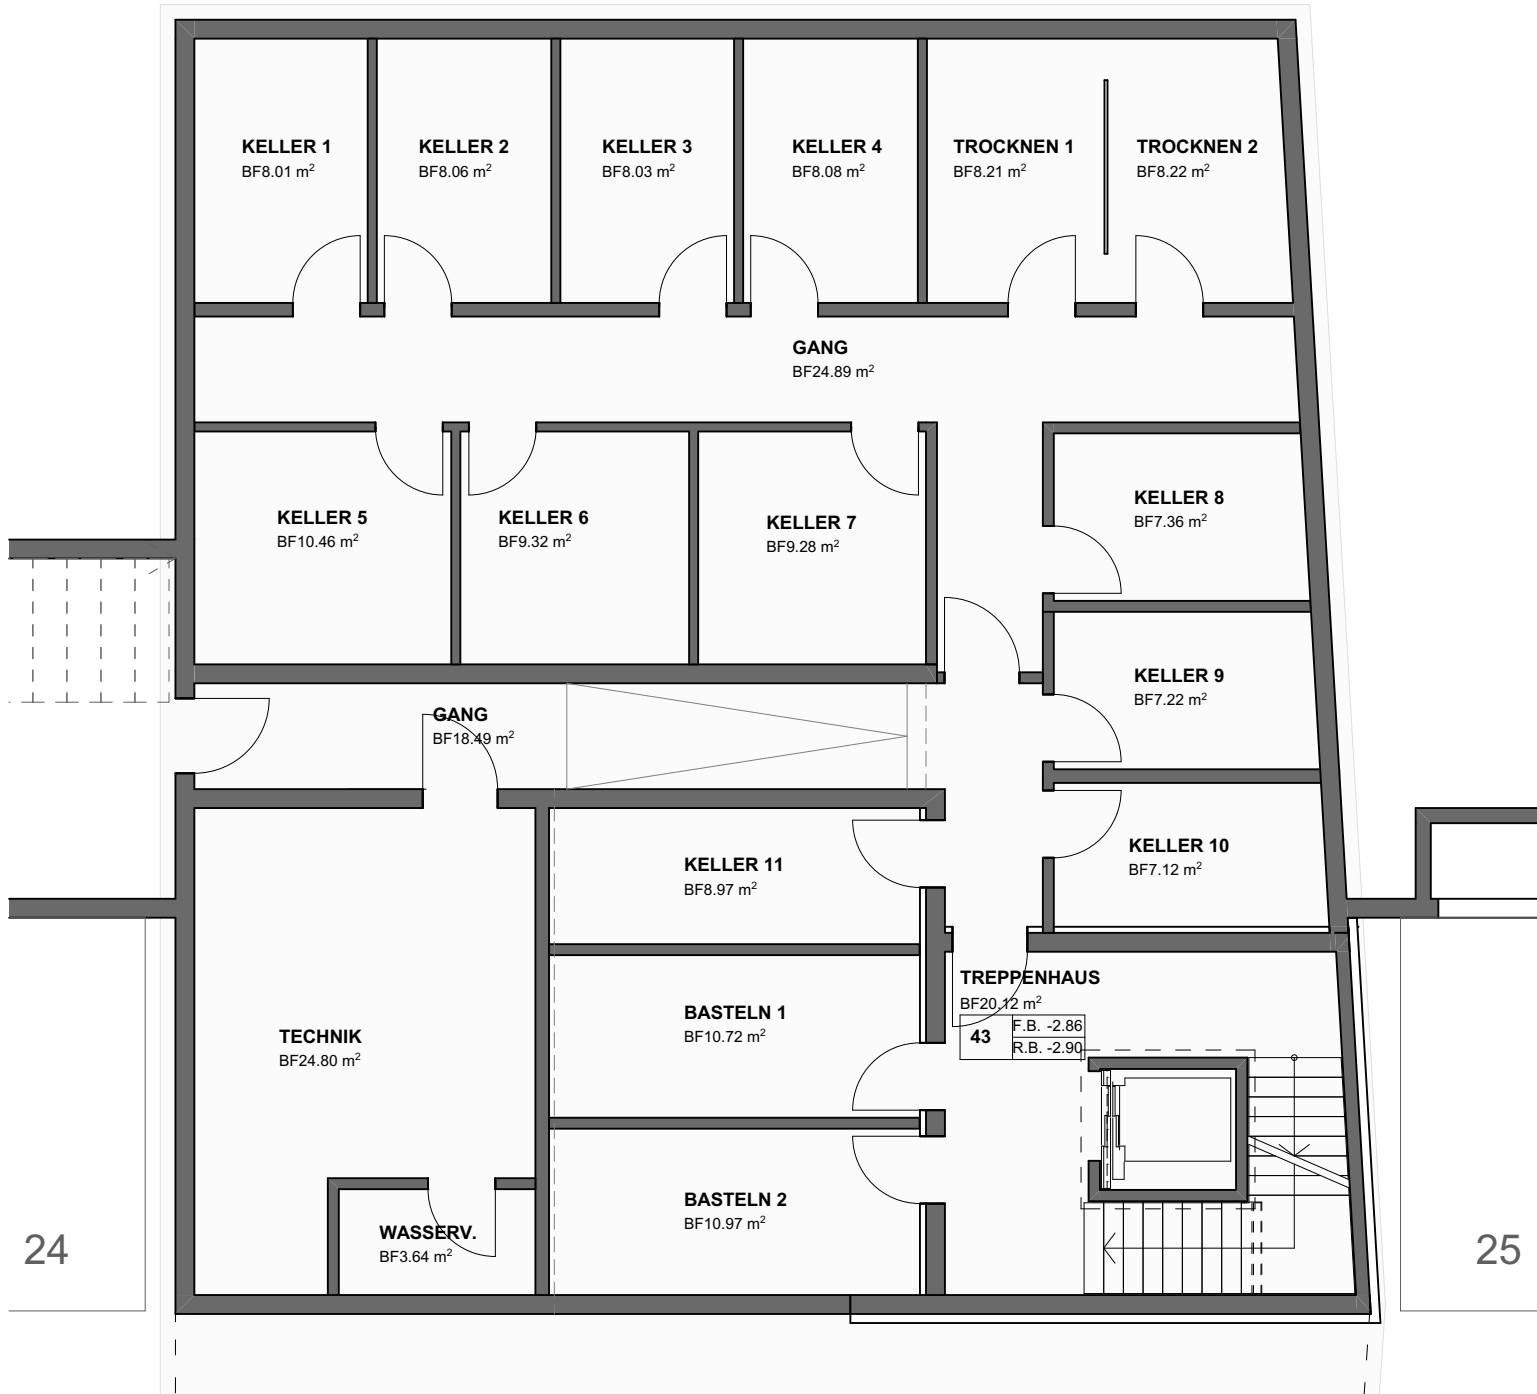 KELLER 1
BF8.01 m²
KELLER 2
BF8.06 m²
KELLER 3
BF8.03 m²
KELLER 4
BF8.08 m²
TROCKNEN 1
BF8.21 m²
TROCKNEN 2
BF8.22 m²
GANG
BF24.89 m²
KELLER 5
BF10.46 m²
KELLER 6
BF9.32 m²
KELLER 7
BF9.28 m²
KELLER 8
BF7.36 m²
KELLER 9
BF7.22 m²
GANG
BF18.49 m²
KELLER 10
BF7.12 m²
KELLER 11
BF8.97 m²
TREPPENHAUS
BF20.12 m²
43
F.B. -2.86
R.B. -2.90
BASTELN 1
BF10.72 m²
TECHNIK
BF24.80 m²
BASTELN 2
BF10.97 m²
WASSERV.
BF3.64 m²
24
25